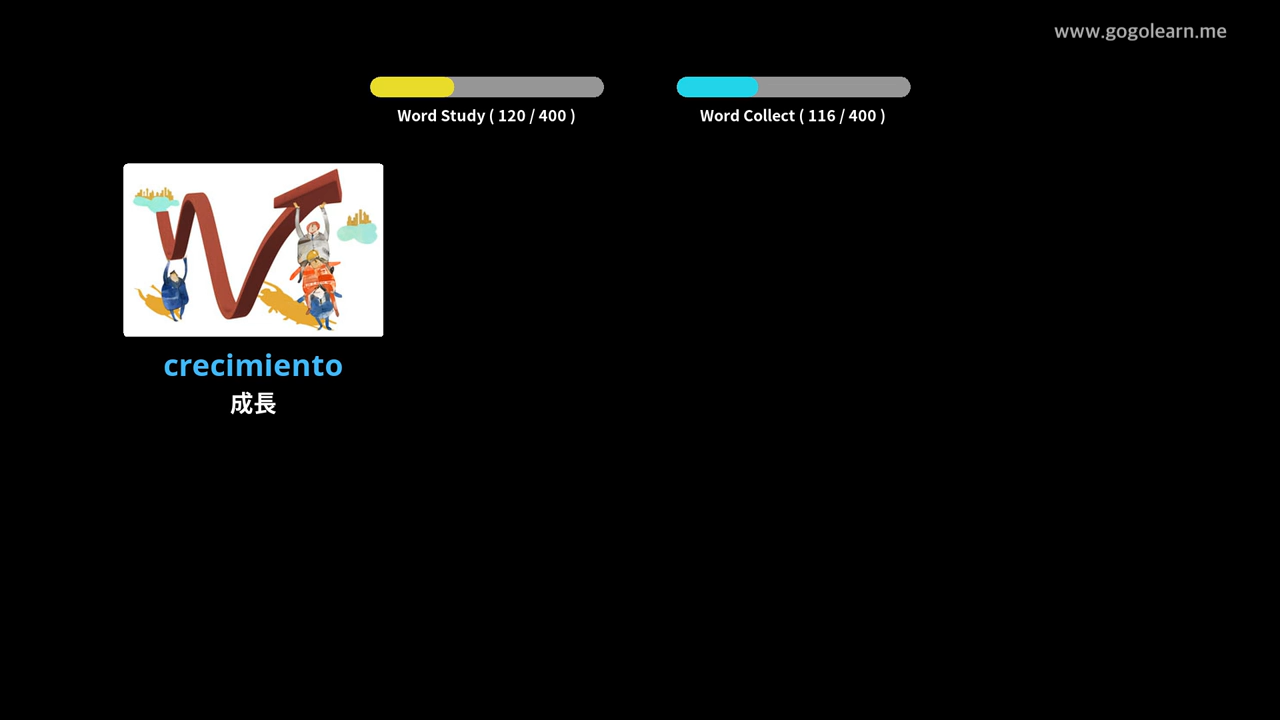 www.gogolearn.me
Word Study ( 120 / 400 )
Word Collect ( 116 / 400 )
crecimiento
成長